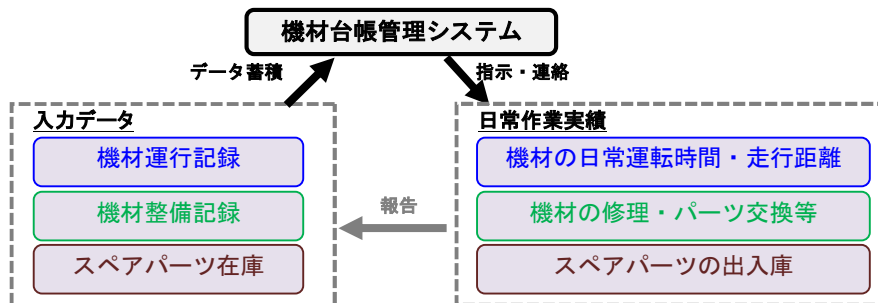 機材台帳管理システム
データ蓄積
指示・連絡
入力データ
機材運行記録
機材整備記録
スペアパーツ在庫
報告
日常作業実績
機材の日常運転時間・走行距離
機材の修理・パーツ交換等
スペアパーツの出入庫